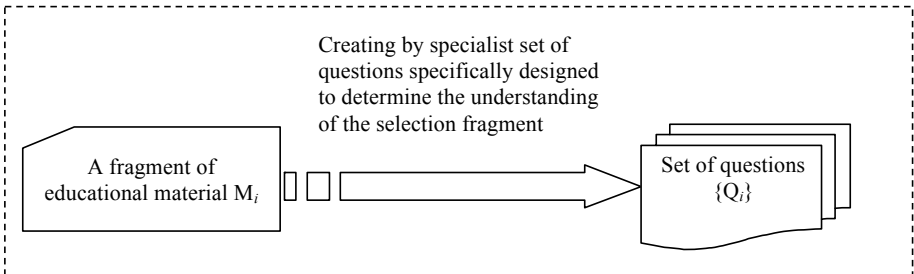 Creating by specialist set of
questions specifically designed
to determine the understanding
of the selection fragment
A fragment of
educational material Mi
Set of questions
{Qi}